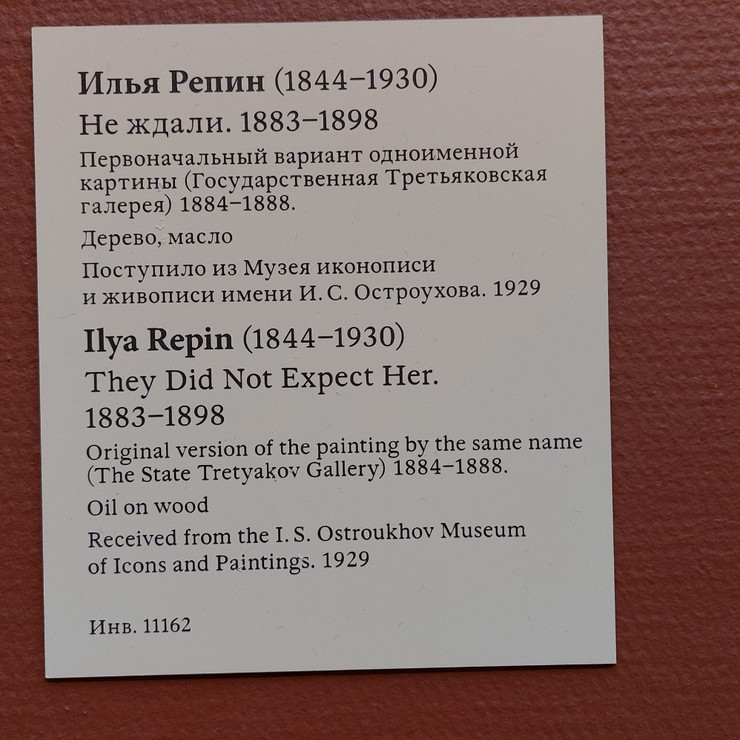 Илья Репин (1844–1930)
Не ждали. 1883–1898
Первоначальный вариант одноименной
картины (Государственная Третьяковская
галерея) 1884–1888.
Дерево, масло
Поступило из Музея иконописи
и живописи имени И. С. Остроухова. 1929
Ilya Repin (1844–1930)
They Did Not Expect Her.
1883–1898
Original version of the painting by the same name
(The State Tretyakov Gallery) 1884–1888.
Oil on wood
Received from the I. S. Ostroukhov Museum
of Icons and Paintings. 1929
Инв. 11162